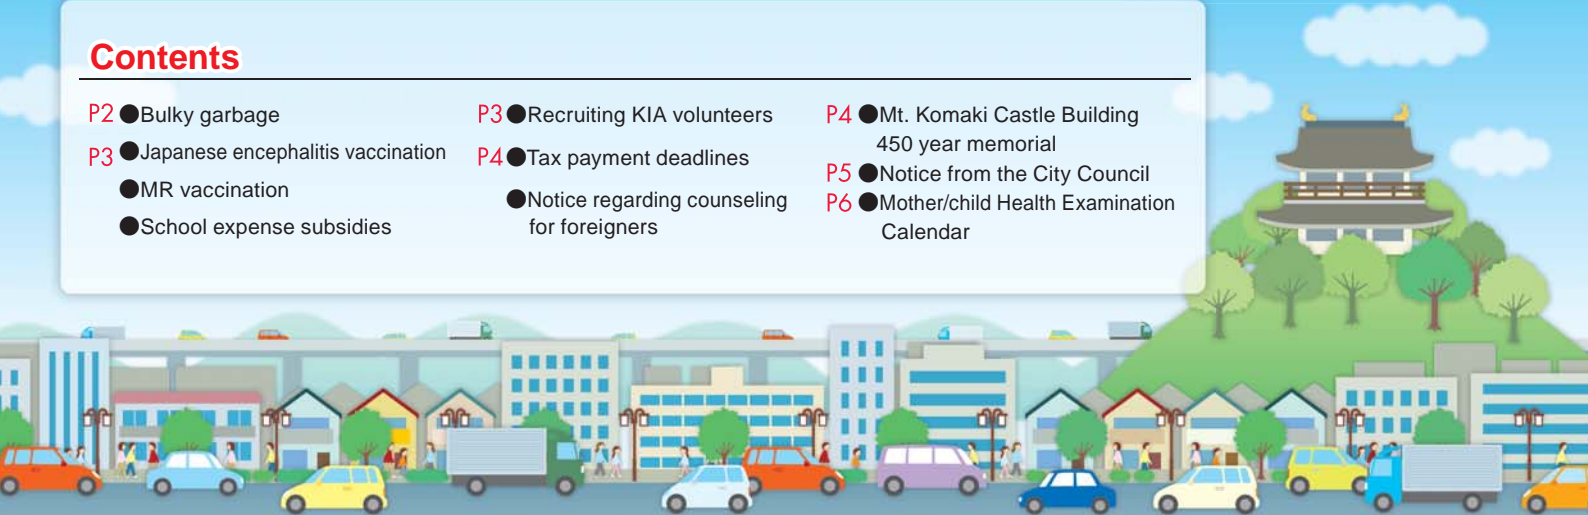 Contents
P2 ●Bulky garbage
P3 ●Japanese encephalitis vaccination
●MR vaccination
●School expense subsidies
P3 ●Recruiting KIA volunteers
P4 ●Tax payment deadlines
●Notice regarding counseling
for foreigners
P4 ●Mt. Komaki Castle Building
450 year memorial
P5 ●Notice from the City Council
P6 ●Mother/child Health Examination
Calendar